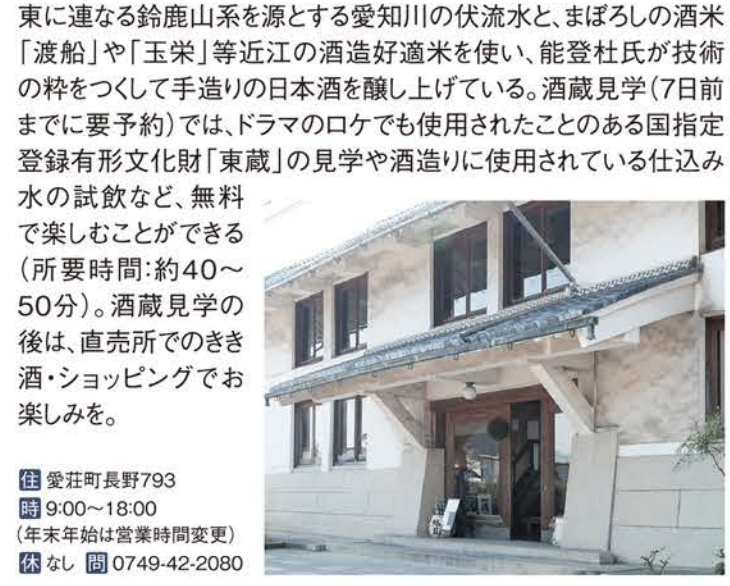 東に連なる鈴鹿山系を源とする愛知川の伏流水と、まぼろしの酒米
「渡船」や「玉栄」等近江の酒造好適米を使い、能登杜氏が技術
の粋をつくして手造りの日本酒を醸し上げている。酒蔵見学(7日前
までに要予約)では、ドラマのロケでも使用されたことのある国指定
登録有形文化財「東蔵」の見学や酒造りに使用されている仕込み
水の試飲など、無料
で楽しむことができる
(所要時間:約40〜
50分)。酒蔵見学の
後は、直売所でのきき
酒・ショッピングでお
楽しみを。
住 愛荘町長野793
時 9:00〜18:00
(年末年始は営業時間変更)
休 なし 問 0749-42-2080